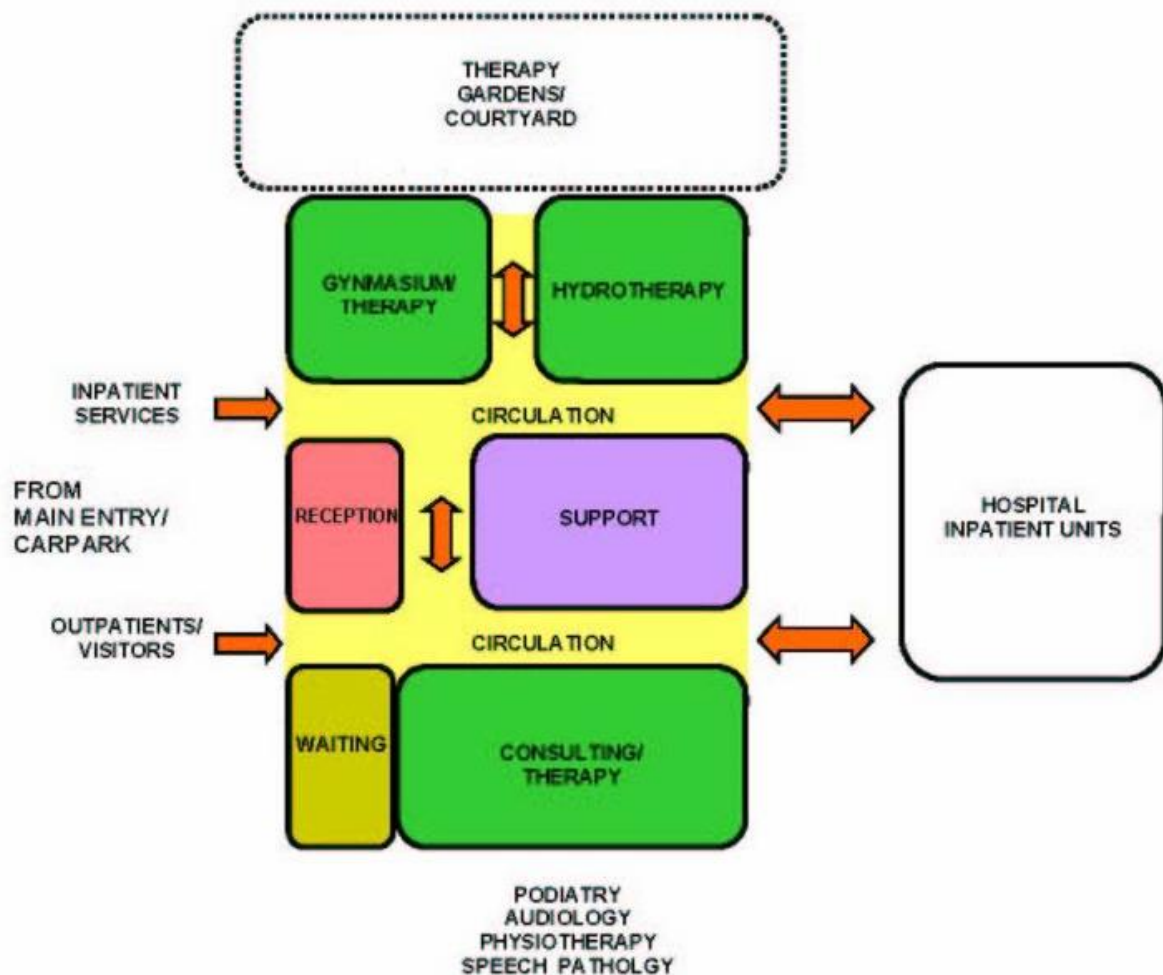 THERAPY
GARDENS/
COURTYARD
GYNMASIUM/
THERAPY
HYDROTHERAPY
INPATIENT
SERVICES
CIRCULATION
FROM
MAIN ENTRY/
CARPARK
RECEPTION
SUPPORT
HOSPITAL
INPATIENT UNITS
OUTPATIENTS/
VISITORS
CIRCULATION
WAITING
CONSULTING/
THERAPY
PODIATRY
AUDIOLOGY
PHYSIOTHERAPY
SPEECH PATHOLGY